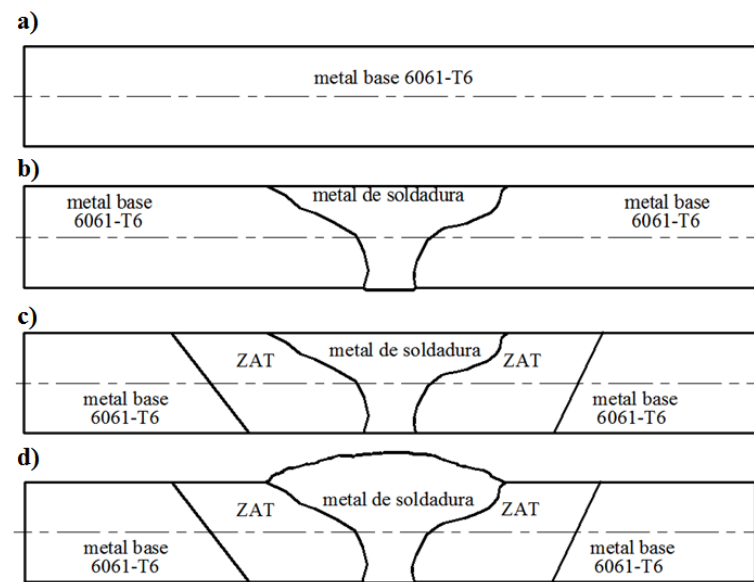 a)
metal base 6061-T6
b)
metal base
6061-T6
metal de soldadura
metal base
6061-T6
c)
metal de soldadura
ZAT
ZAT
metal base
6061-T6
metal base
6061-T6
d)
metal de soldadura
ZAT
ZAT
metal base
6061-T6
metal base
6061-T6